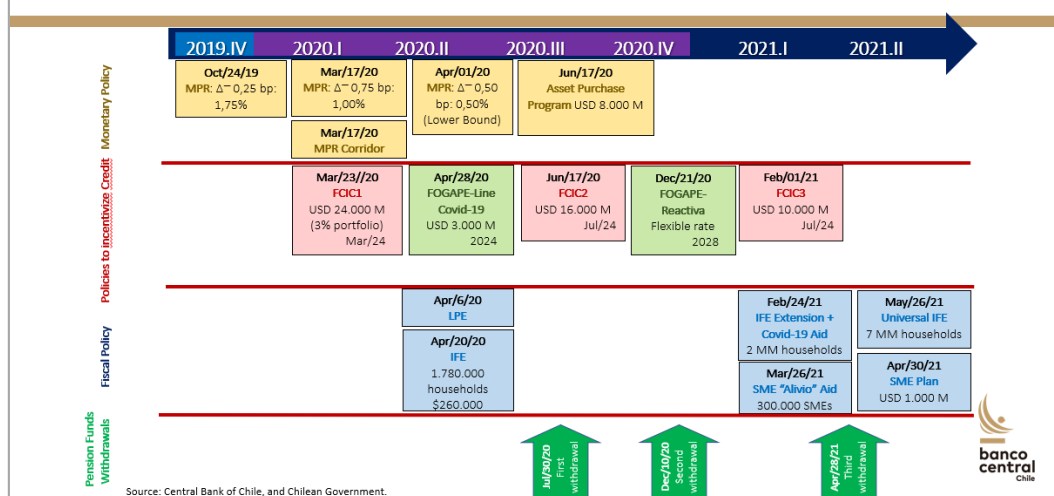 2019.IV
2020.I
2020.II
2020.III
2020.IV
2021.I
2021.II
Monetary Policy
Oct/24/19
MPR: Δ⁻ 0,25 bp:
1,75%
Mar/17/20
MPR: Δ⁻ 0,75 bp:
1,00%
Mar/17/20
MPR Corridor
Apr/01/20
MPR: Δ⁻ 0,50
bp: 0,50%
(Lower Bound)
Jun/17/20
Asset Purchase
Program USD 8.000 M
Policies to incentivize Credit
Mar/23//20
FCIC1
USD 24.000 M
(3% portfolio)
Mar/24
Apr/28/20
FOGAPE-Line
Covid-19
USD 3.000 M
2024
Jun/17/20
FCIC2
USD 16.000 M
Jul/24
Dec/21/20
FOGAPE-
Reactiva
Flexible rate
2028
Feb/01/21
FCIC3
USD 10.000 M
Jul/24
Fiscal Policy
Apr/6/20
LPE
Apr/20/20
IFE
1.780.000
households
$260.000
Feb/24/21
IFE Extension +
Covid-19 Aid
2 MM households
Mar/26/21
SME "Alivio" Aid
300.000 SMEs
May/26/21
Universal IFE
7 MM households
Apr/30/21
SME Plan
USD 1.000 M
Pension Funds
Withdrawals
Jul/30/20
First
withdrawal
Dec/10/20
Second
withdrawal
Apr/28/21
Third
withdrawal
banco
central
Chile
Source: Central Bank of Chile, and Chilean Government.